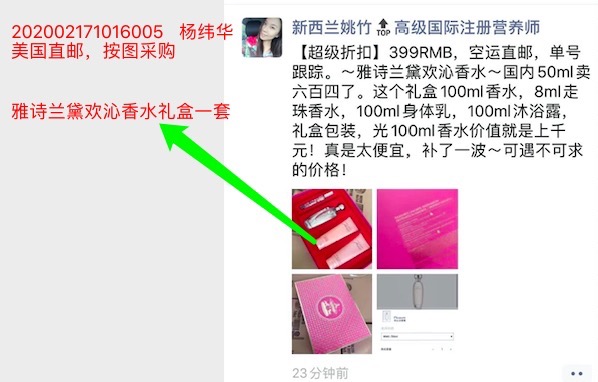 202002171016005 杨纬华
美国直邮，按图采购
雅诗兰黛欢沁香水礼盒一套
新西兰姚竹TOP高级国际注册营养师
【超级折扣】399RMB，空运直邮，单号
跟踪。～雅诗兰黛欢沁香水～国内50ml卖
六百四了。这个礼盒100ml香水，8ml走
珠香水，100ml身体乳，100ml沐浴露，
礼盒包装，光100ml香水价值就是上千
元！真是太便宜，补了一波～可遇不可求
的价格！
23分钟前